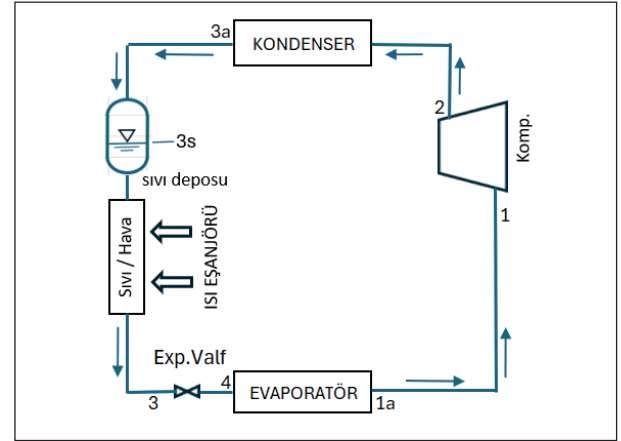 3a
KONDENSER
2
Komp.
3s
sıvı deposu
1
Sıvı / Hava
ISI EŞANJÖRÜ
Exp.Valf
3
4
EVAPORATÖR
1a